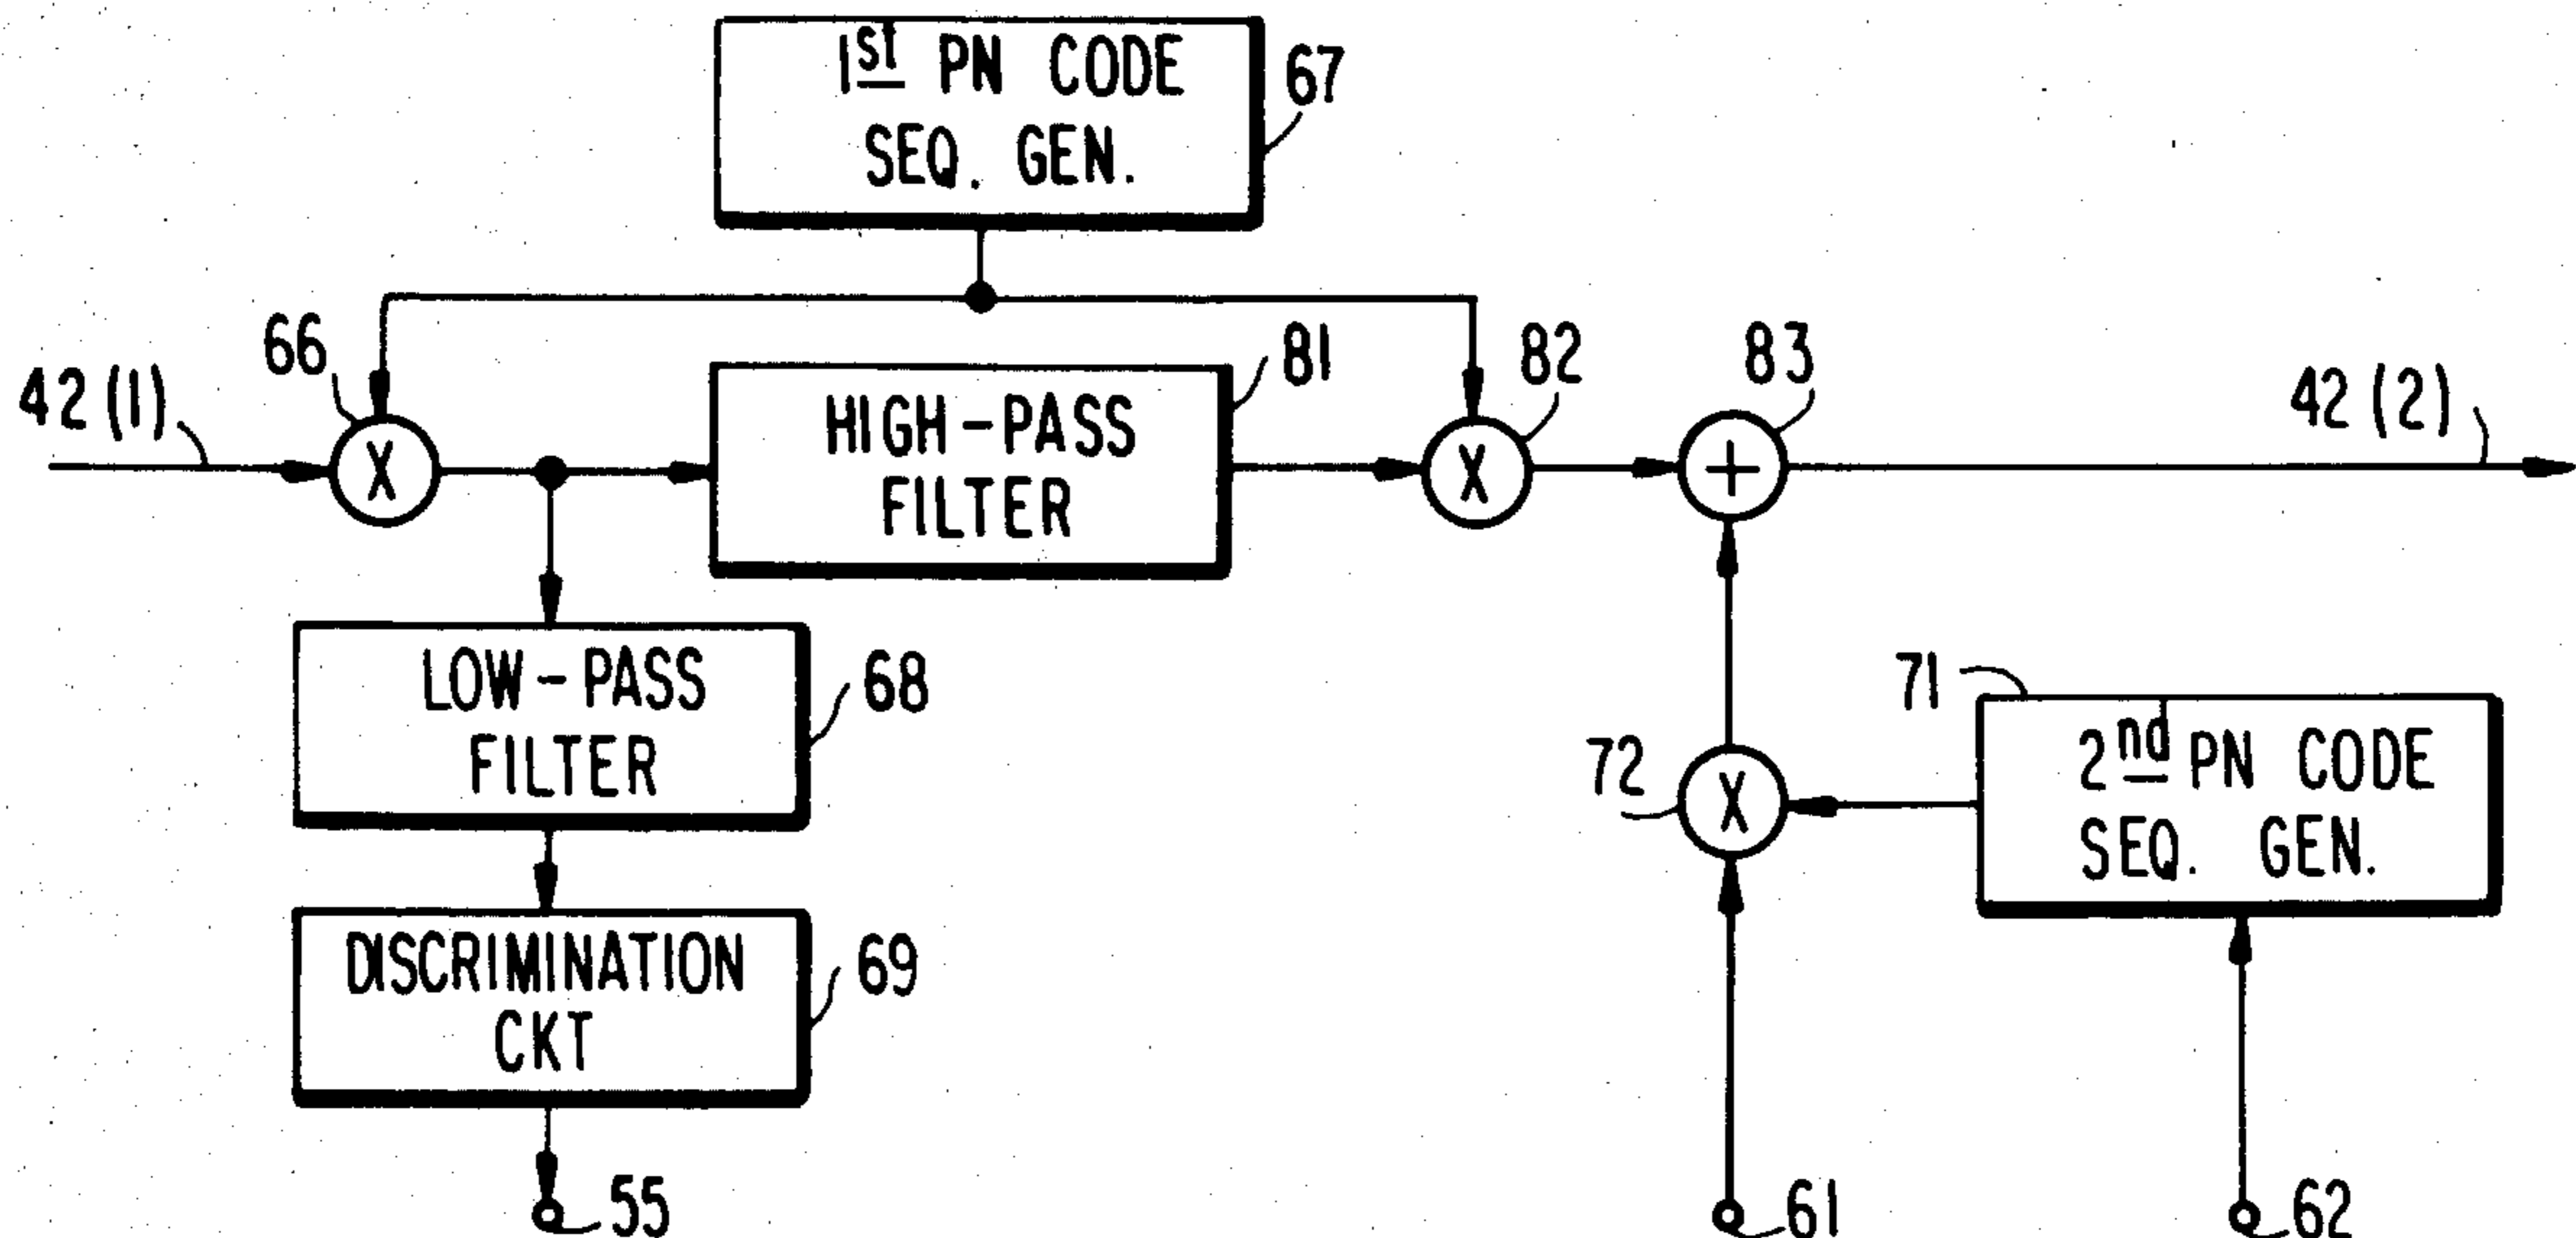 1st PN CODE
SEQ. GEN.
67
42 (1)
66
X
HIGH-PASS
FILTER
81
82
X
83
+
42 (2)
LOW-PASS
FILTER
68
71
2nd PN CODE
SEQ. GEN.
72
X
DISCRIMINATION
CKT
69
55
61
62